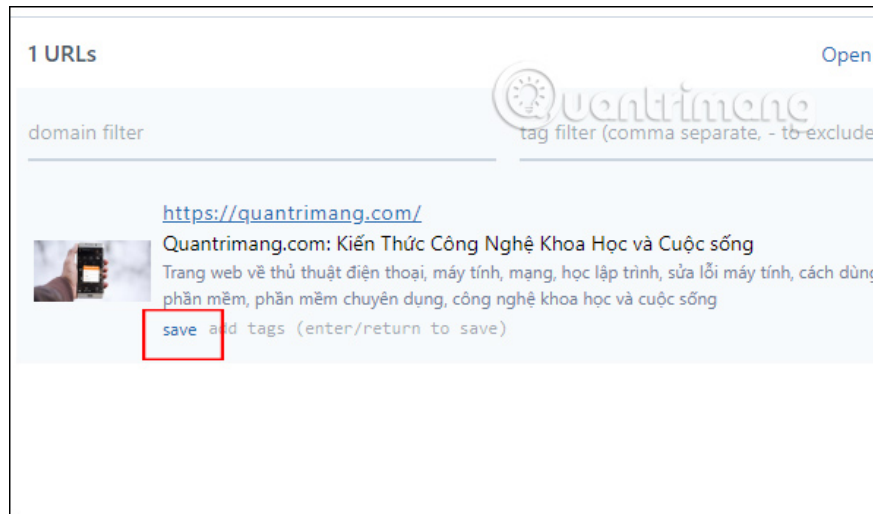 1 URLs
Open
Quantrimang
domain filter
tag filter (comma separate, - to exclude
https://quantrimang.com/
Quantrimang.com: Kiến Thức Công Nghệ Khoa Học và Cuộc sống
Trang web về thủ thuật điện thoại, máy tính, mạng, học lập trình, sửa lỗi máy tính, cách dùng
phần mềm, phần mềm chuyên dụng, công nghệ khoa học và cuộc sống
save add tags (enter/return to save)